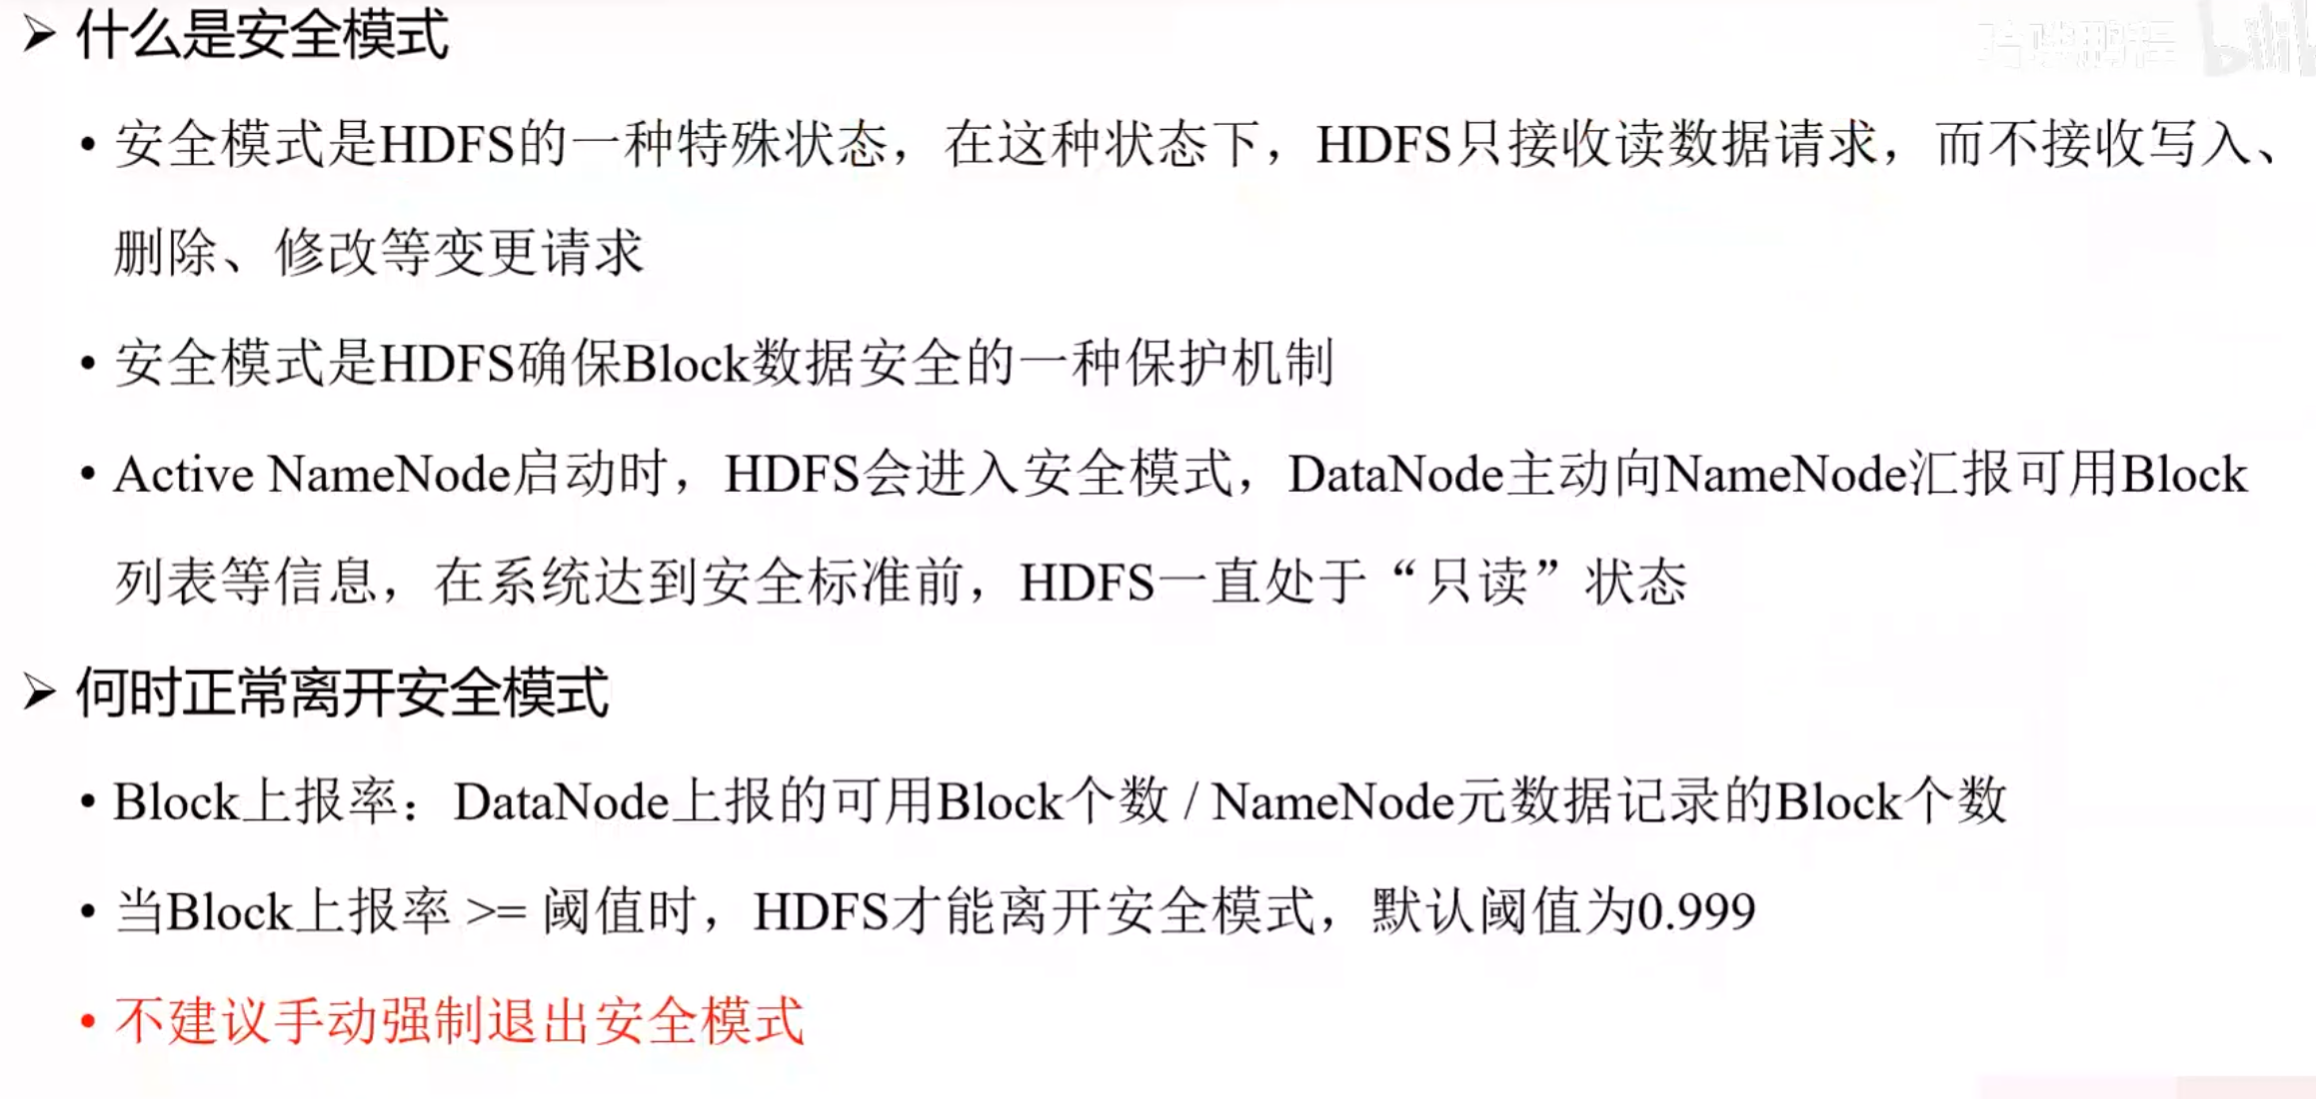 ➢ 什么是安全模式
• 安全模式是HDFS的一种特殊状态，在这种状态下，HDFS只接收读数据请求，而不接收写入、
删除、修改等变更请求
• 安全模式是HDFS确保Block数据安全的一种保护机制
• Active NameNode启动时，HDFS会进入安全模式，DataNode主动向NameNode汇报可用Block
列表等信息，在系统达到安全标准前，HDFS一直处于“只读”状态
➢ 何时正常离开安全模式
• Block上报率：DataNode上报的可用Block个数 / NameNode元数据记录的Block个数
• 当Block上报率 >= 阈值时，HDFS才能离开安全模式，默认阈值为0.999
• 不建议手动强制退出安全模式